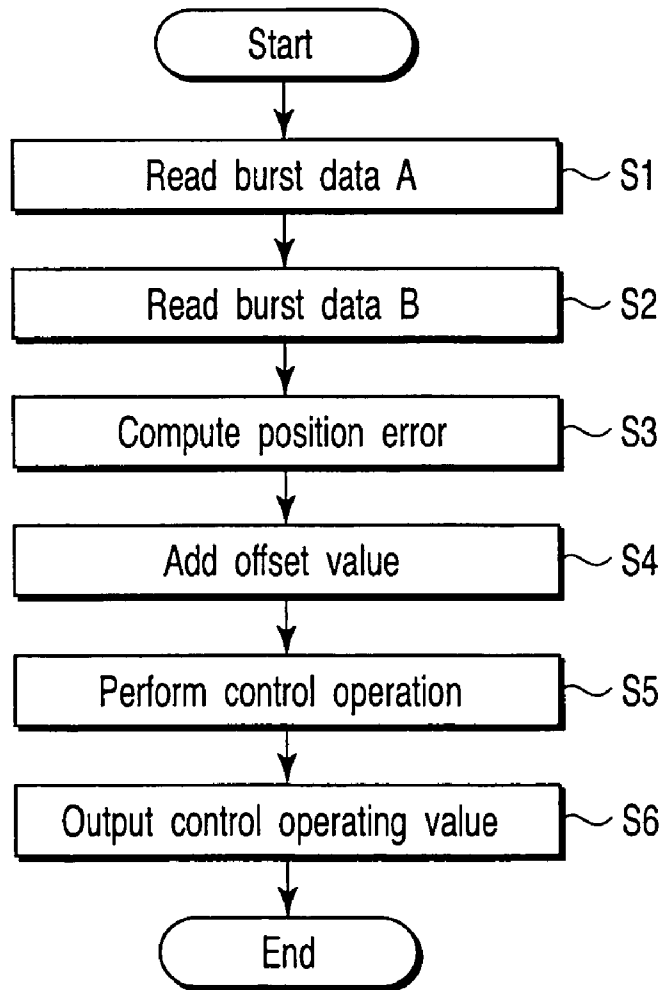 Start
Read burst data A
S1
Read burst data B
S2
Compute position error
S3
Add offset value
S4
Perform control operation
S5
Output control operating value
S6
End